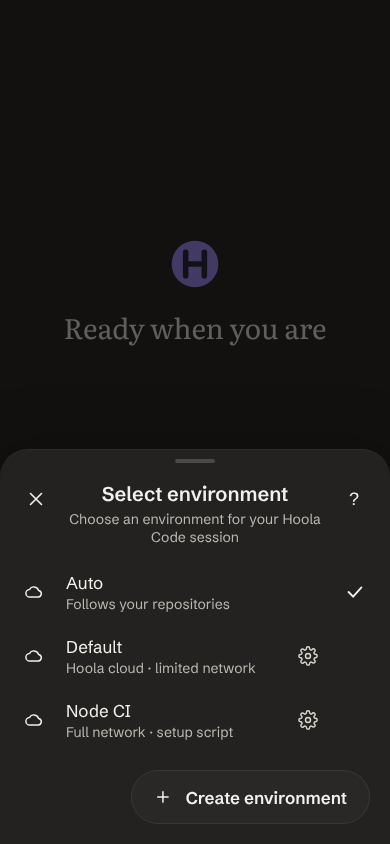 H
Ready when you are
Select environment
?
Choose an environment for your Hoola
Code session
Auto
Follows your repositories
Default
Hoola cloud · limited network
Node CI
Full network · setup script
+ Create environment